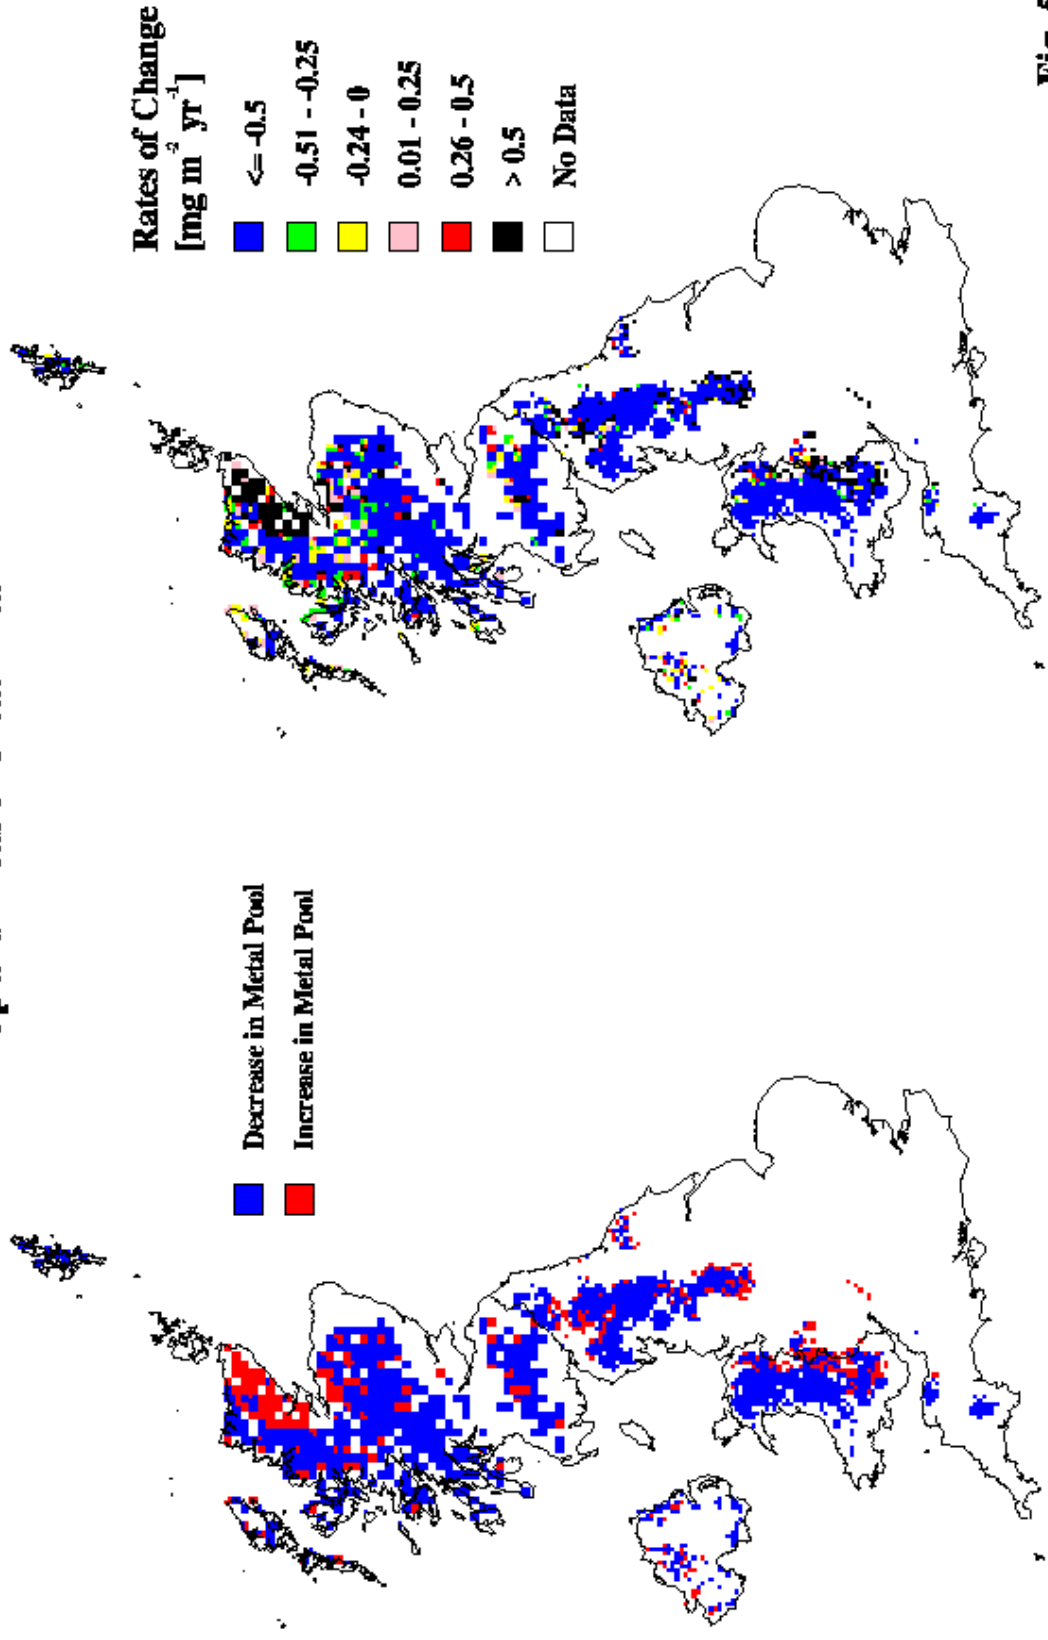 Decrease in Metal Pool
Increase in Metal Pool
Rates of Change
[mg m⁻² yr⁻¹]
<= -0.5
-0.51 - -0.25
-0.24 - 0
0.01 - 0.25
0.26 - 0.5
> 0.5
No Data